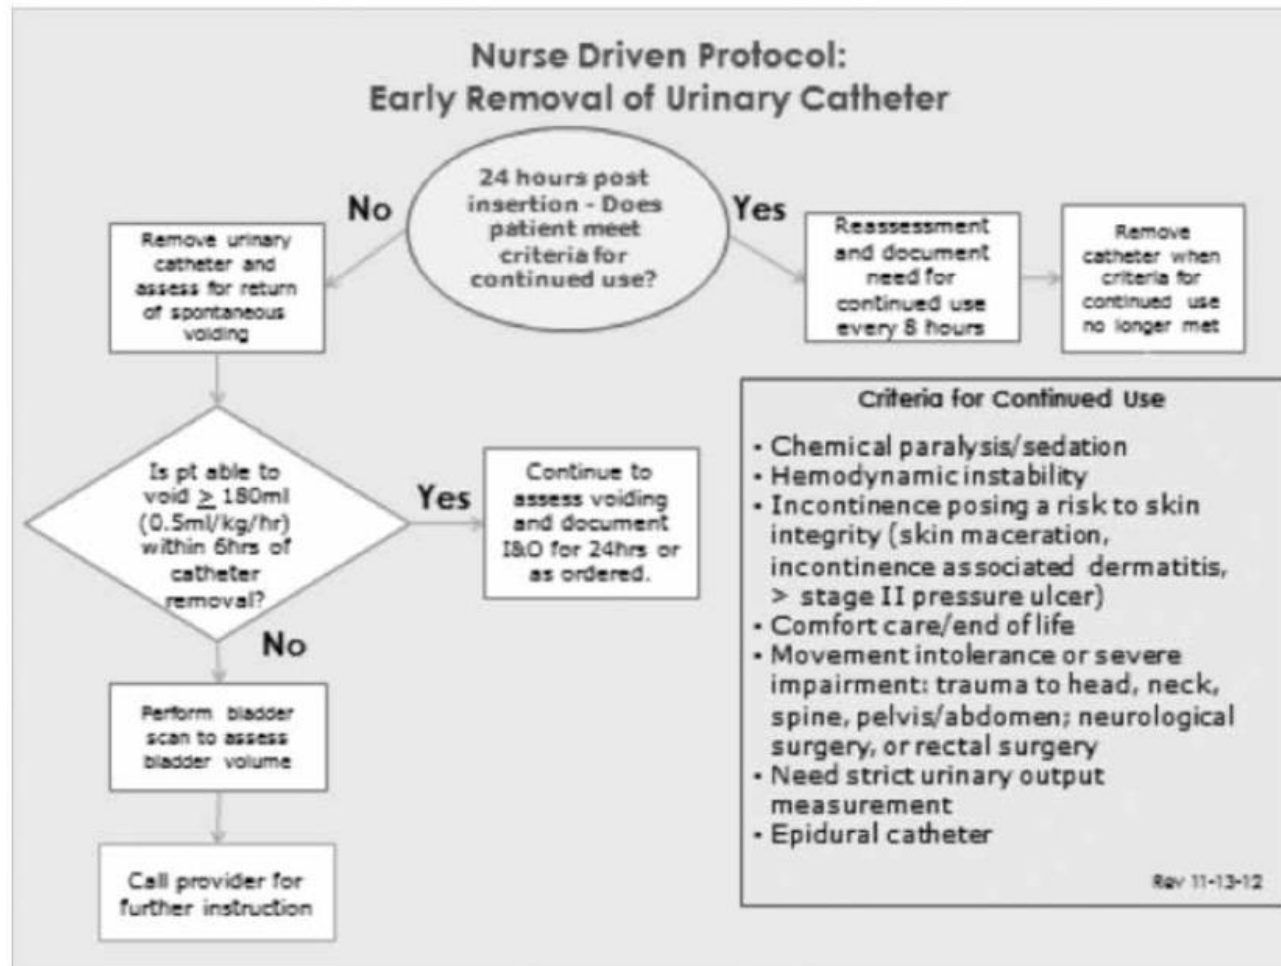 Nurse Driven Protocol:
Early Removal of Urinary Catheter
24 hours post
insertion - Does
patient meet
criteria for
continued use?
No
Yes
Remove urinary
catheter and
assess for return
of spontaneous
voiding
Reassessment
and document
need for
continued use
every 8 hours
Remove
catheter when
criteria for
continued use
no longer met
Is pt able to
void ≥ 180ml
(0.5ml/kg/hr)
within 6hrs of
catheter
removal?
Yes
Continue to
assess voiding
and document
I&O for 24hrs or
as ordered.
No
Perform bladder
scan to assess
bladder volume
Call provider for
further instruction
Criteria for Continued Use
• Chemical paralysis/sedation
• Hemodynamic instability
• Incontinence posing a risk to skin
integrity (skin maceration,
incontinence associated dermatitis,
> stage II pressure ulcer)
• Comfort care/end of life
• Movement intolerance or severe
impairment: trauma to head, neck,
spine, pelvis/abdomen; neurological
surgery, or rectal surgery
• Need strict urinary output
measurement
• Epidural catheter
Rev 11-13-12